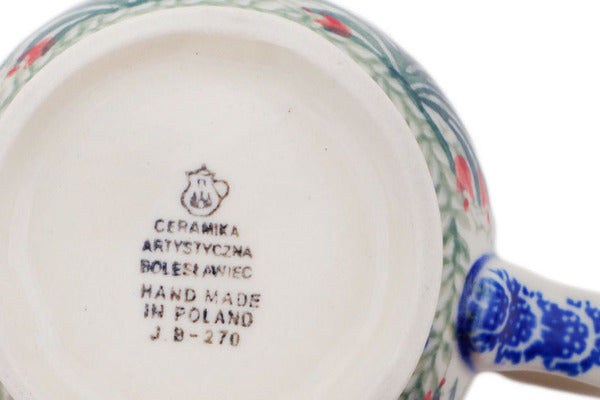 CERAMIKA
ARTYSTYCZNA
BOLESŁAWIEC
HAND MADE
IN POLAND
J.B-270